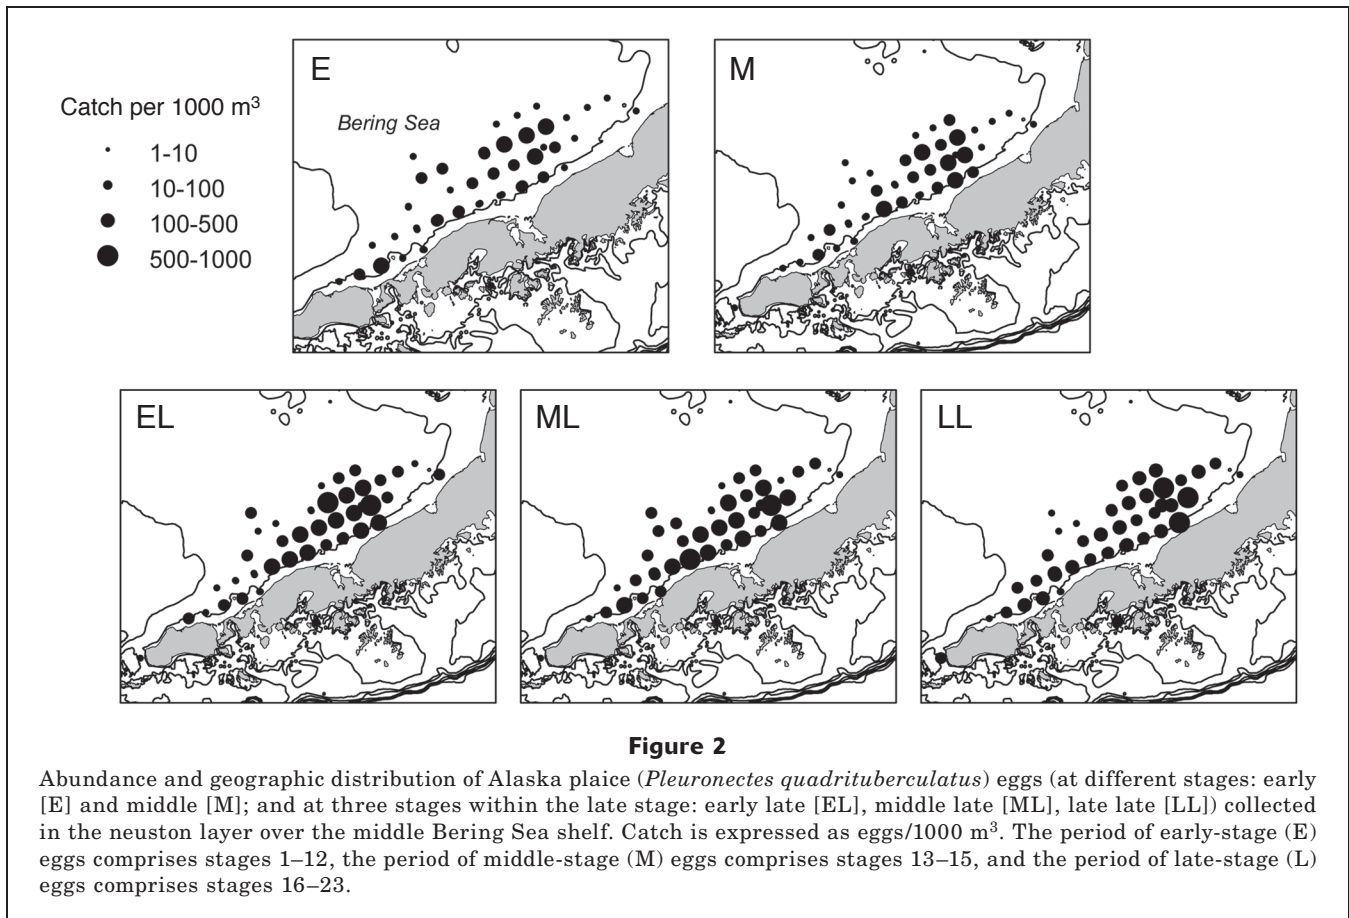 E
Bering Sea
M
Catch per 1000 m³
1-10
10-100
100-500
500-1000
EL
ML
LL
Figure 2
Abundance and geographic distribution of Alaska plaice (Pleuronectes quadrituberculatus) eggs (at different stages: early
[E] and middle [M]; and at three stages within the late stage: early late [EL], middle late [ML], late late [LL]) collected
in the neuston layer over the middle Bering Sea shelf. Catch is expressed as eggs/1000 m³. The period of early-stage (E)
eggs comprises stages 1–12, the period of middle-stage (M) eggs comprises stages 13–15, and the period of late-stage (L)
eggs comprises stages 16–23.